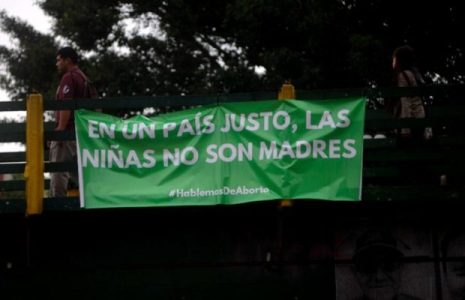 EN UN PAÍS JUSTO, LAS
NIÑAS NO SON MADRES
#HablemosDeAborto